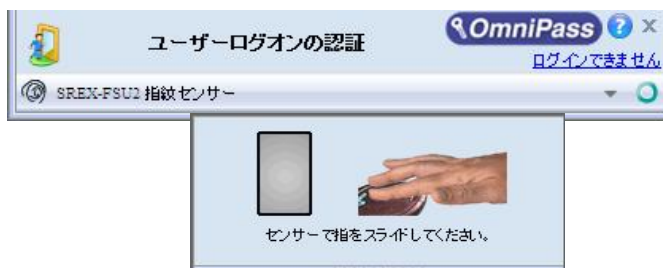 ユーザーログオンの認証
OmniPass ?
ログインできません
SREX-FSU2 指紋センサー
センサーで指をスライドしてください。